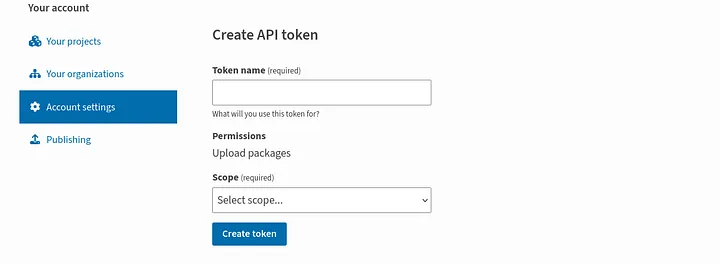 Your account
Your projects
Your organizations
Account settings
Publishing
Create API token
Token name (required)
What will you use this token for?
Permissions
Upload packages
Scope (required)
Select scope...
Create token